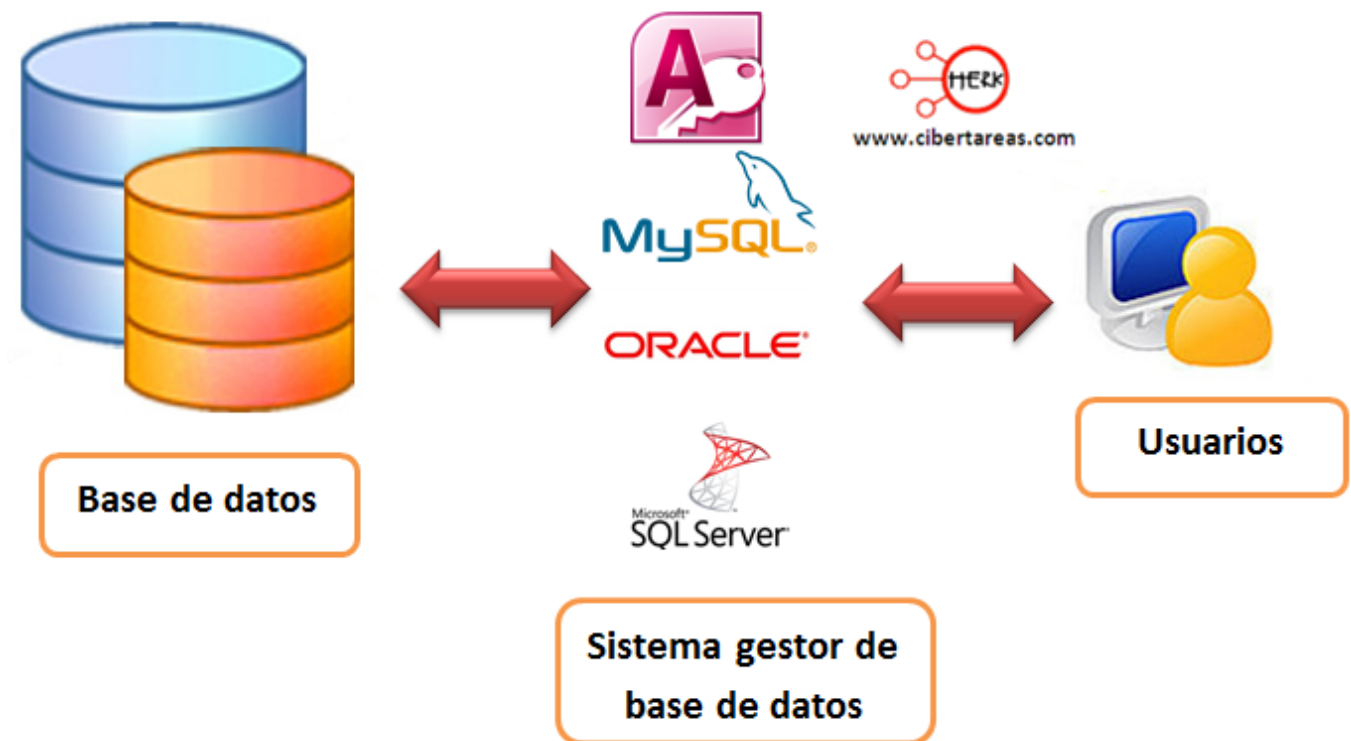 A
HERK
www.cibertareas.com
MySQL®
ORACLE®
Microsoft®
SQL Server®
Base de datos
Usuarios
Sistema gestor de
base de datos